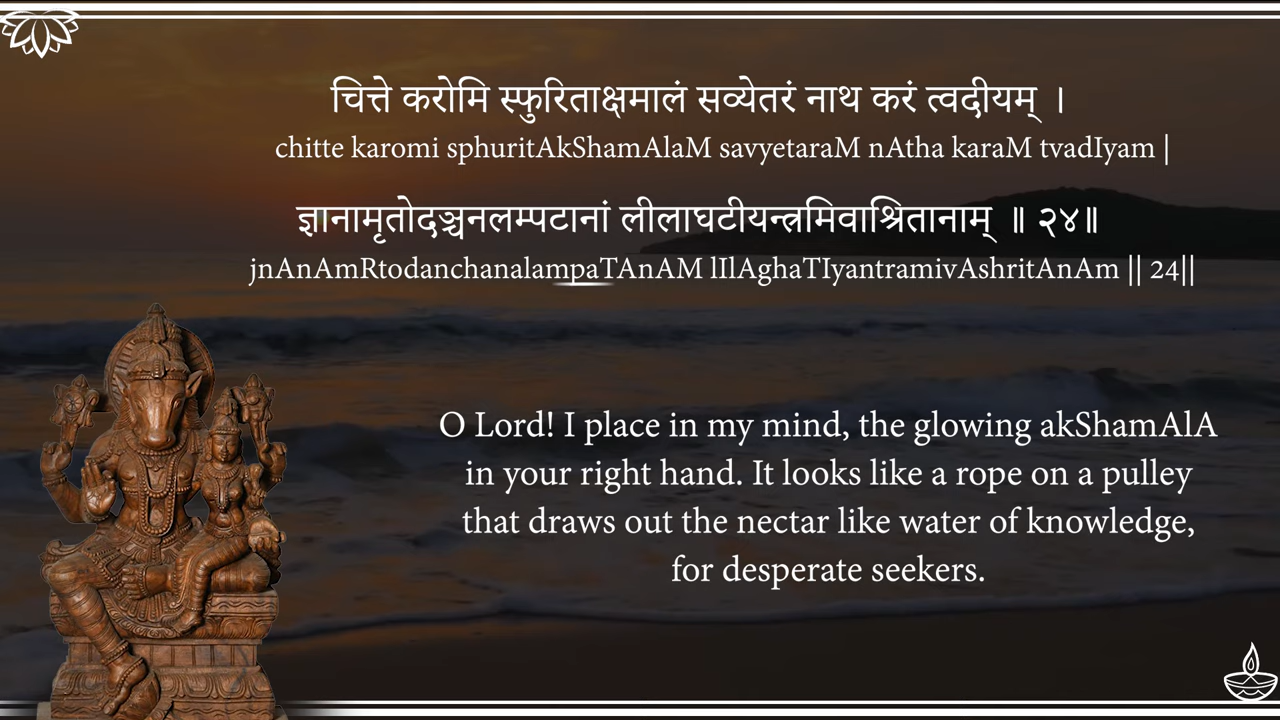 चित्ते करोमि स्फुरिताक्षमालं सव्येतरं नाथ करं त्वदीयम् ।
chitte karomi sphuritAkShamAlaM savyetaraM nAtha karaM tvadIyam |
ज्ञानामृतोदञ्चनलम्पटानां लीलाघटीयन्त्रमिवाश्रितानाम् ॥ २४॥
jnAnAmRtodanchanalampaTAnAM lIlAghaTIyantramivAshritAnAm || 24||
O Lord! I place in my mind, the glowing akShamAlA
in your right hand. It looks like a rope on a pulley
that draws out the nectar like water of knowledge,
for desperate seekers.